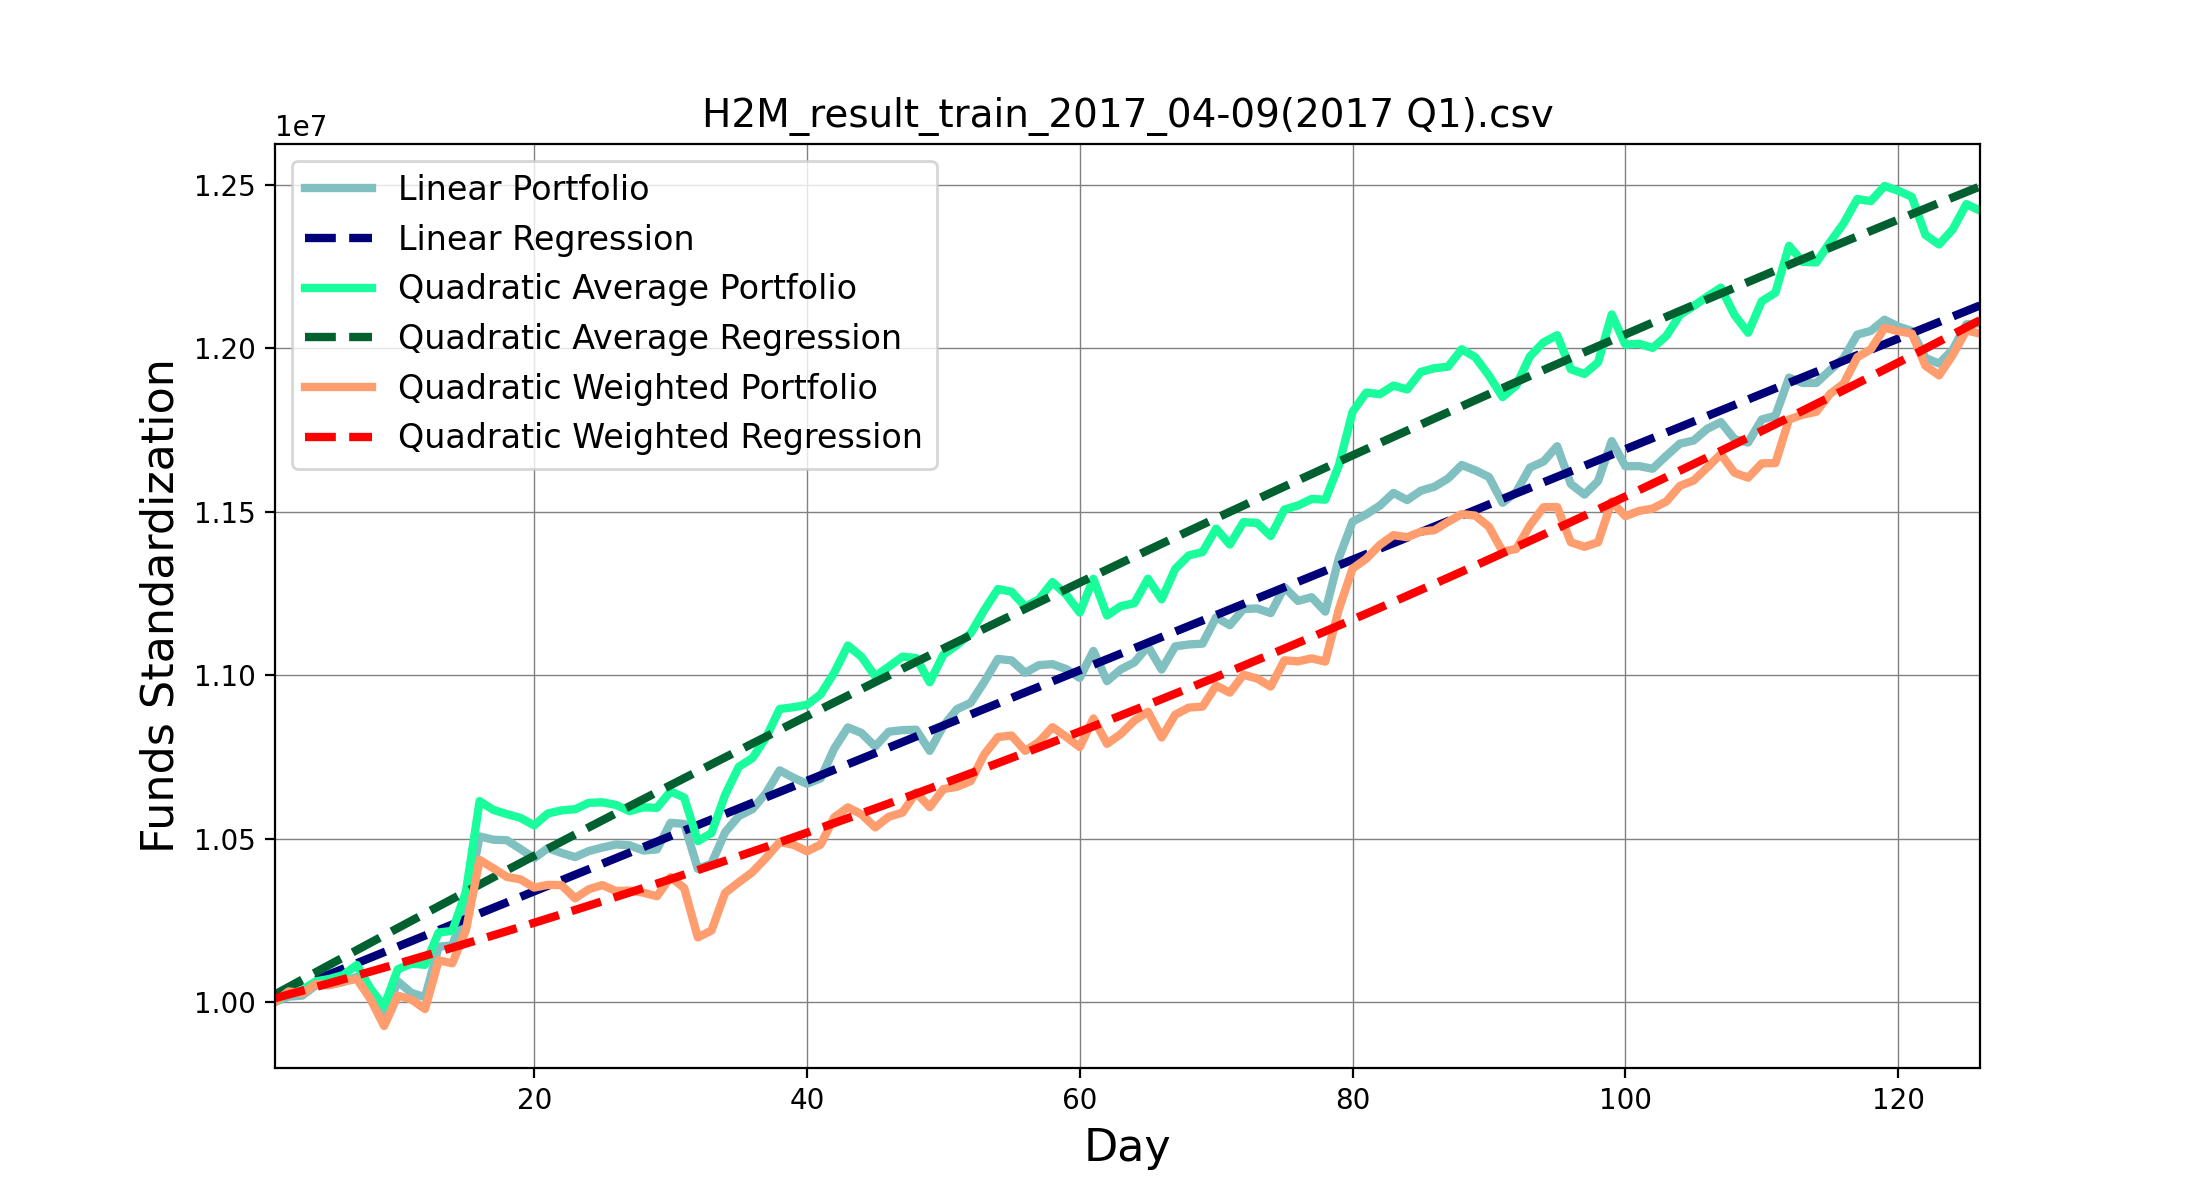 H2M_result_train_2017_04-09(2017 Q1).csv
1e7
1.25
1.20
1.15
1.10
1.05
1.00
Funds Standardization
Linear Portfolio
Linear Regression
Quadratic Average Portfolio
Quadratic Average Regression
Quadratic Weighted Portfolio
Quadratic Weighted Regression
20 40 60 80 100 120
Day